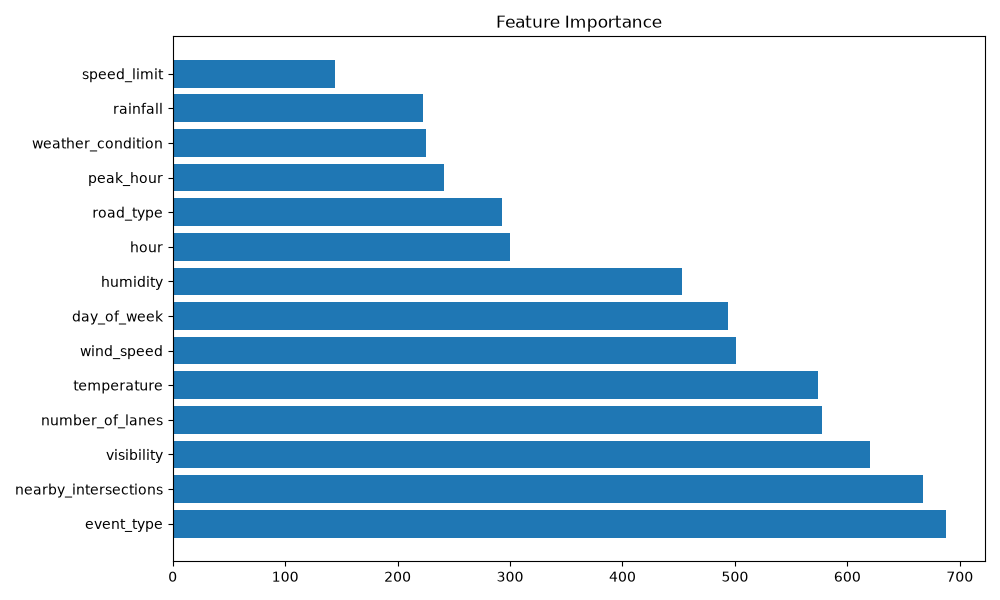 Feature Importance
speed_limit
rainfall
weather_condition
peak_hour
road_type
hour
humidity
day_of_week
wind_speed
temperature
number_of_lanes
visibility
nearby_intersections
event_type
0 100 200 300 400 500 600 700